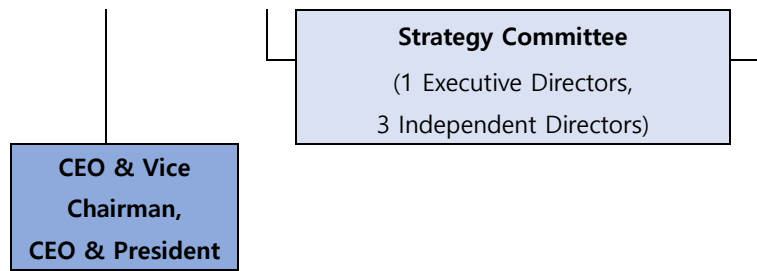 Strategy Committee
(1 Executive Directors,
3 Independent Directors)
CEO & Vice
Chairman,
CEO & President